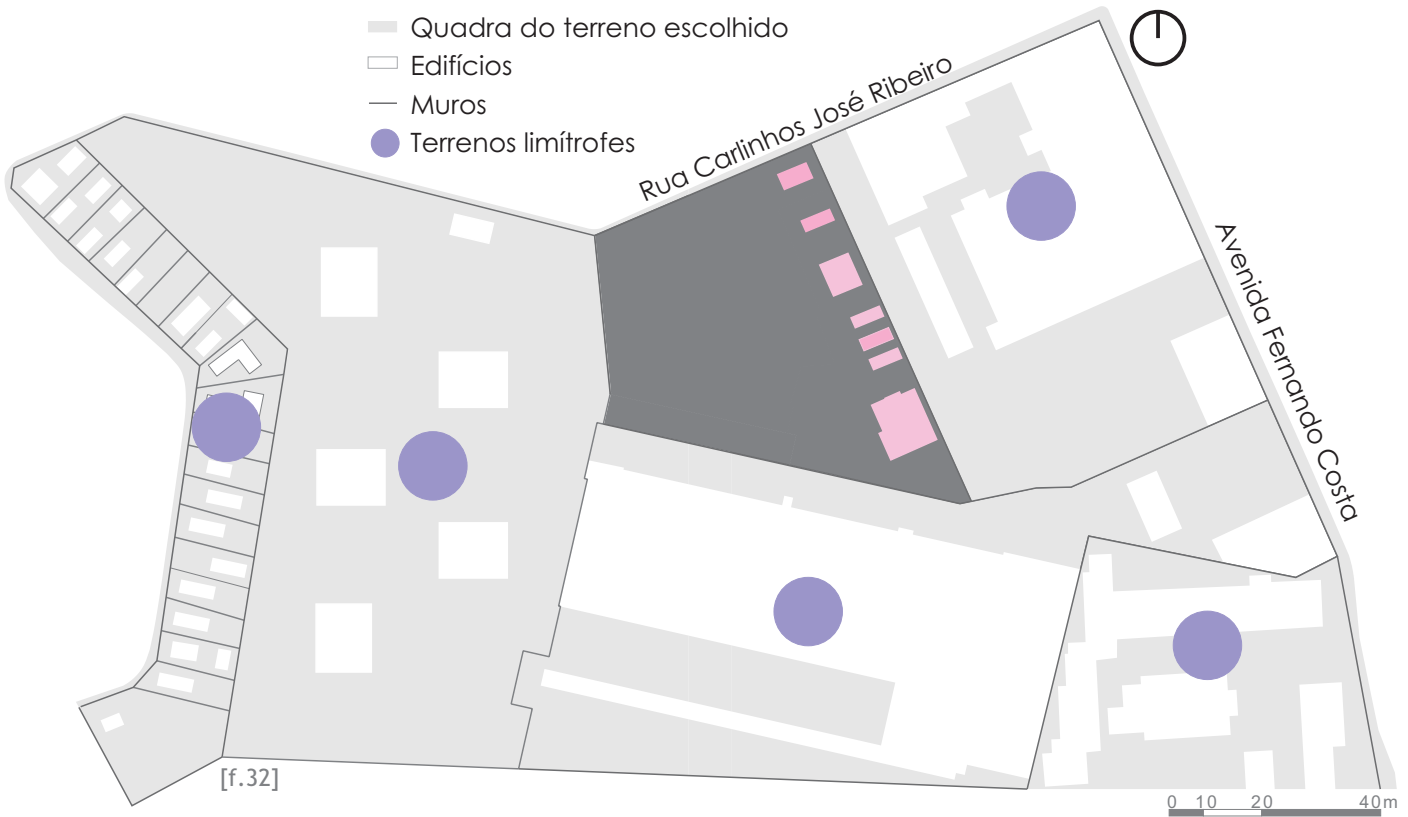 Quadra do terreno escolhido
Edifícios
Muros
Terrenos limítrofes
Rua Carlinhos José Ribeiro
Avenida Fernando Costa
[f.32]
0 10 20 40m